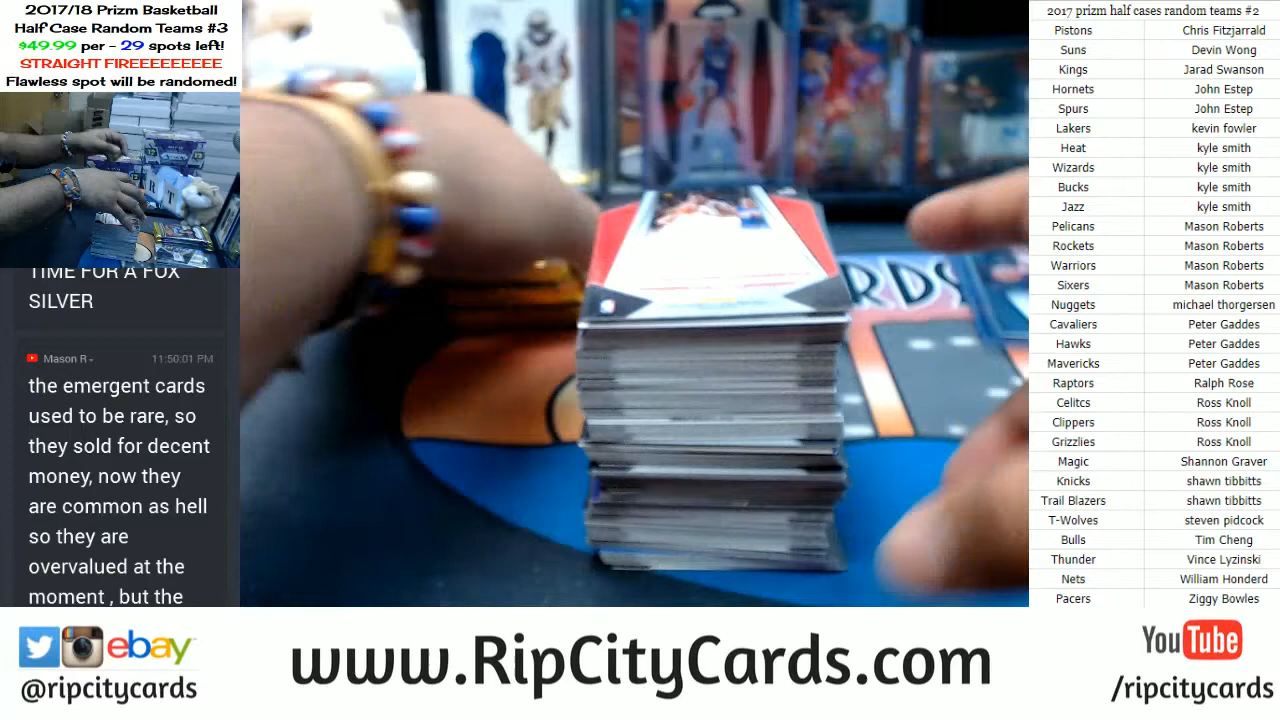 2017/18 Prizm Basketball
Half Case Random Teams #3
$49.99 per - 29 spots left!
STRAIGHT FIREEEEEEEEE
Flawless spot will be randomed!
TIME FOR A FOX
SILVER
Mason R -
11:50:01 PM
the emergent cards
used to be rare, so
they sold for decent
money, now they
are common as hell
so they are
overvalued at the
moment , but the
RDS
2017 prizm half cases random teams #2
Pistons Chris Fitzjarrald
Suns Devin Wong
Kings Jarad Swanson
Hornets John Estep
Spurs John Estep
Lakers kevin fowler
Heat kyle smith
Wizards kyle smith
Bucks kyle smith
Jazz kyle smith
Pelicans Mason Roberts
Rockets Mason Roberts
Warriors Mason Roberts
Sixers Mason Roberts
Nuggets michael thorgersen
Cavaliers Peter Gaddes
Hawks Peter Gaddes
Mavericks Peter Gaddes
Raptors Ralph Rose
Celitcs Ross Knoll
Clippers Ross Knoll
Grizzlies Ross Knoll
Magic Shannon Graver
Knicks shawn tibbitts
Trail Blazers shawn tibbitts
T-Wolves steven pidcock
Bulls Tim Cheng
Thunder Vince Lyzinski
Nets William Honderd
Pacers Ziggy Bowles
ebay
@ripcitycards
www.RipCityCards.com
You Tube
/ripcitycards